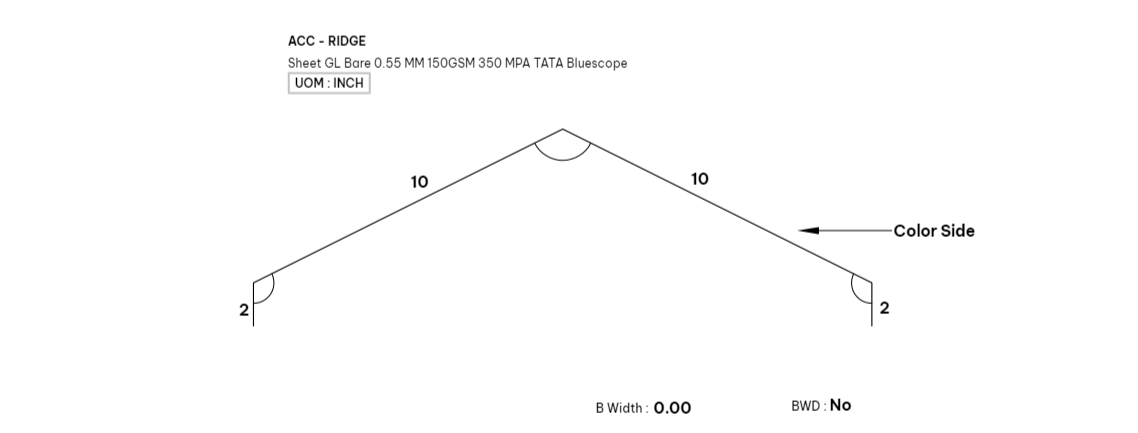 ACC - RIDGE
Sheet GL Bare 0.55 MM 150GSM 350 MPA TATA Bluescope
UOM : INCH
10
10
Color Side
2
2
B Width : 0.00
BWD : No